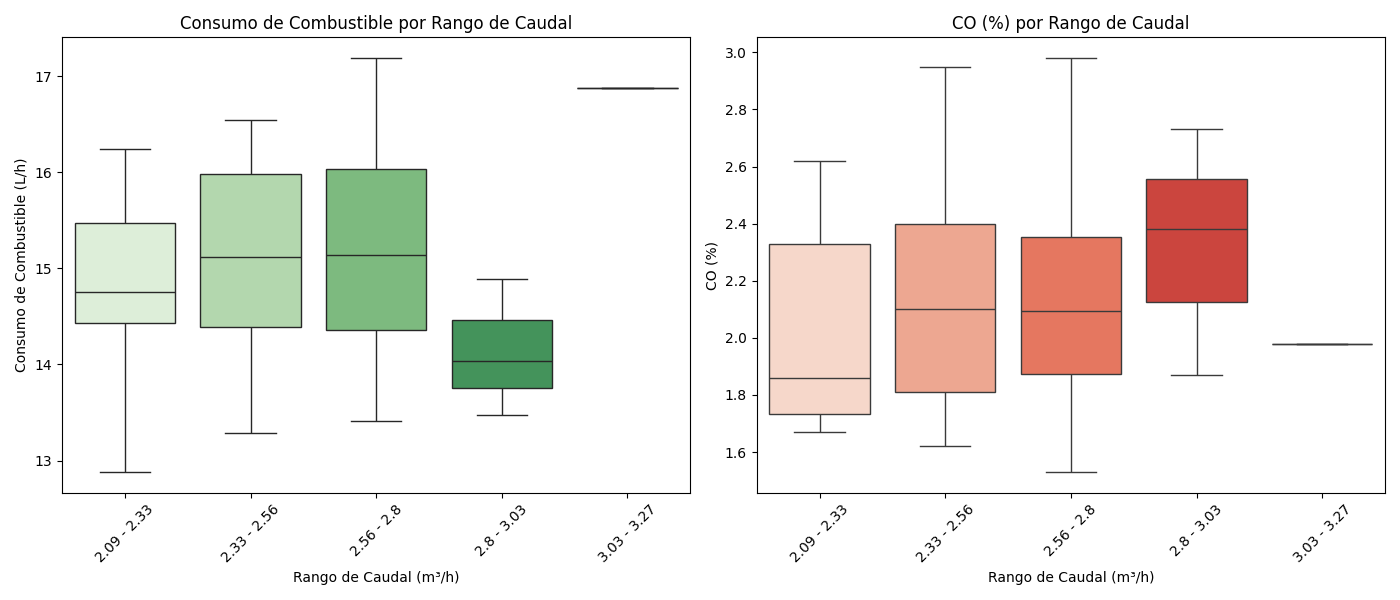 Consumo de Combustible por Rango de Caudal
Consumo de Combustible (L/h)
17
16
15
14
13
2.09 - 2.33
2.33 - 2.56
2.56 - 2.8
2.8 - 3.03
3.03 - 3.27
Rango de Caudal (m³/h)
CO (%) por Rango de Caudal
CO (%)
3.0
2.8
2.6
2.4
2.2
2.0
1.8
1.6
2.09 - 2.33
2.33 - 2.56
2.56 - 2.8
2.8 - 3.03
3.03 - 3.27
Rango de Caudal (m³/h)